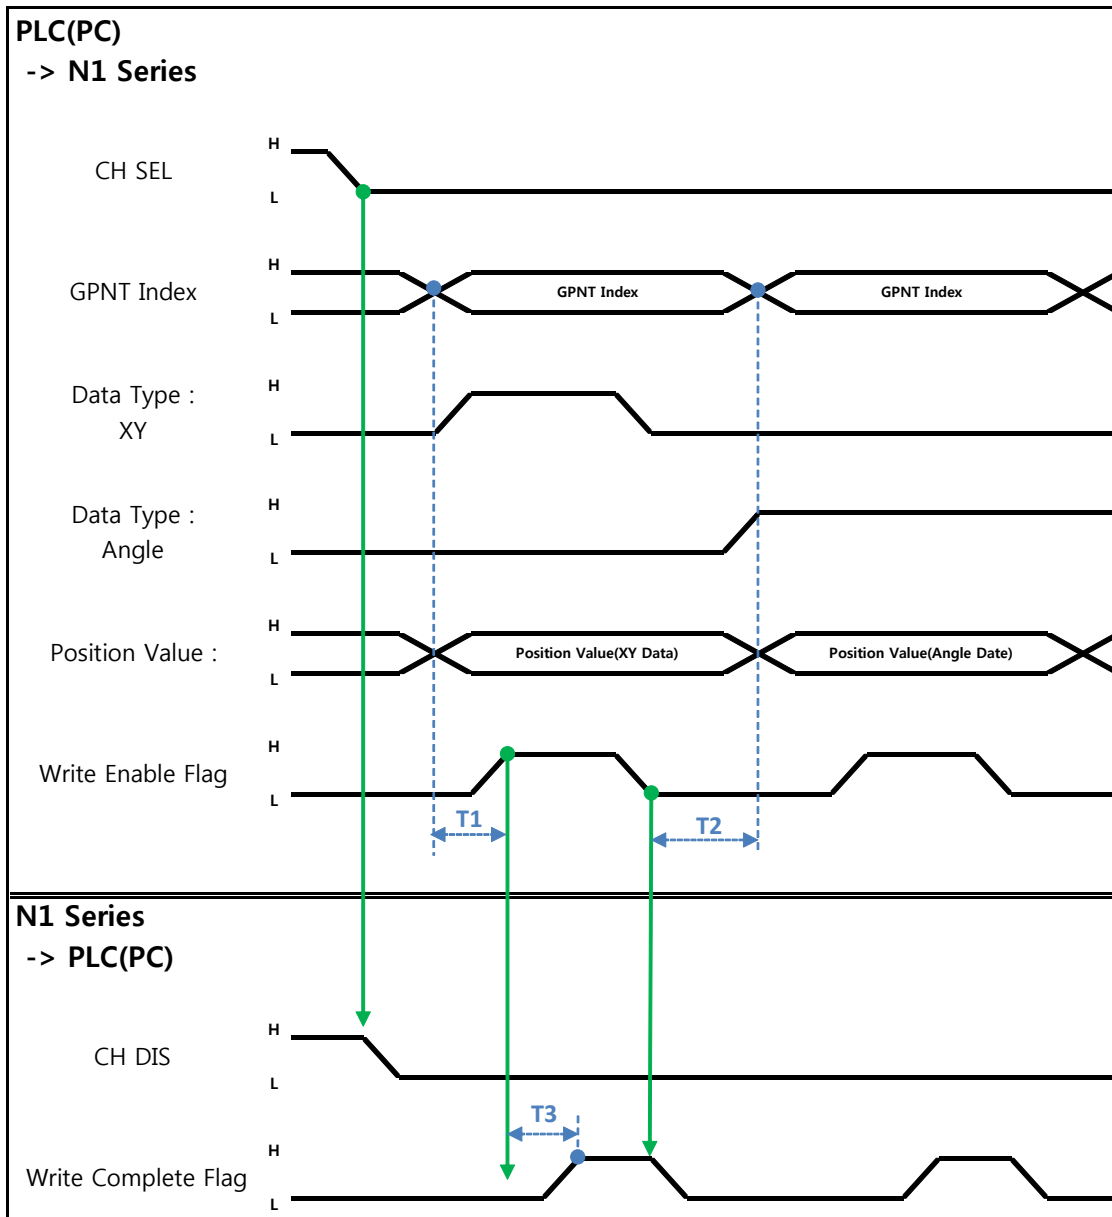 PLC(PC)
-> N1 Series
H
CH SEL
L
H
GPNT Index GPNT Index GPNT Index
L
H
Data Type :
XY
L
H
Data Type :
Angle
L
H
Position Value : Position Value(XY Data) Position Value(Angle Date)
L
H
Write Enable Flag
L
T1 T2
N1 Series
-> PLC(PC)
H
CH DIS
L
T3
H
Write Complete Flag
L